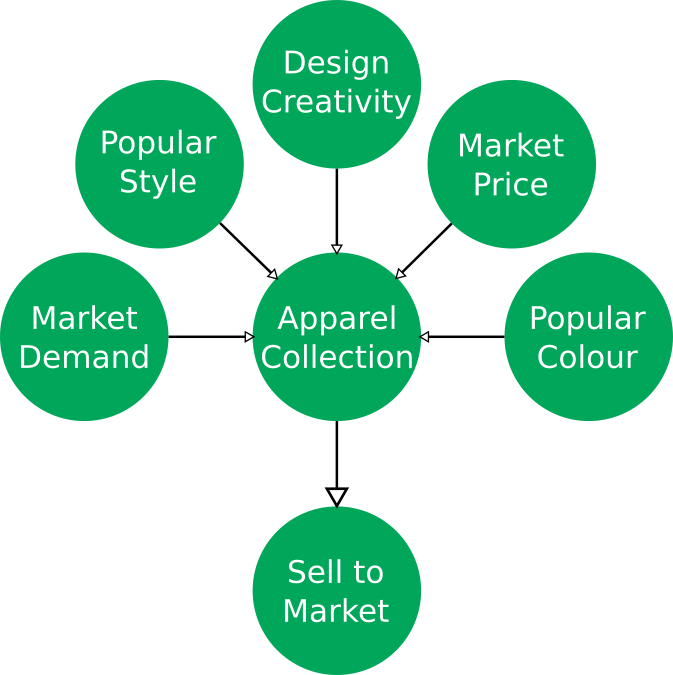 Design
Creativity
Popular
Style
Market
Price
Market
Demand
Apparel
Collection
Popular
Colour
Sell to
Market